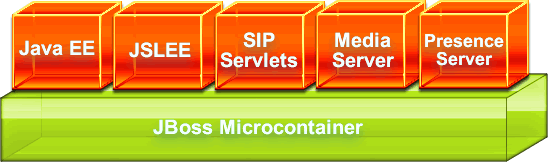 Java EE
JSLEE
SIP
Servlets
Media
Server
Presence
Server
JBoss Microcontainer